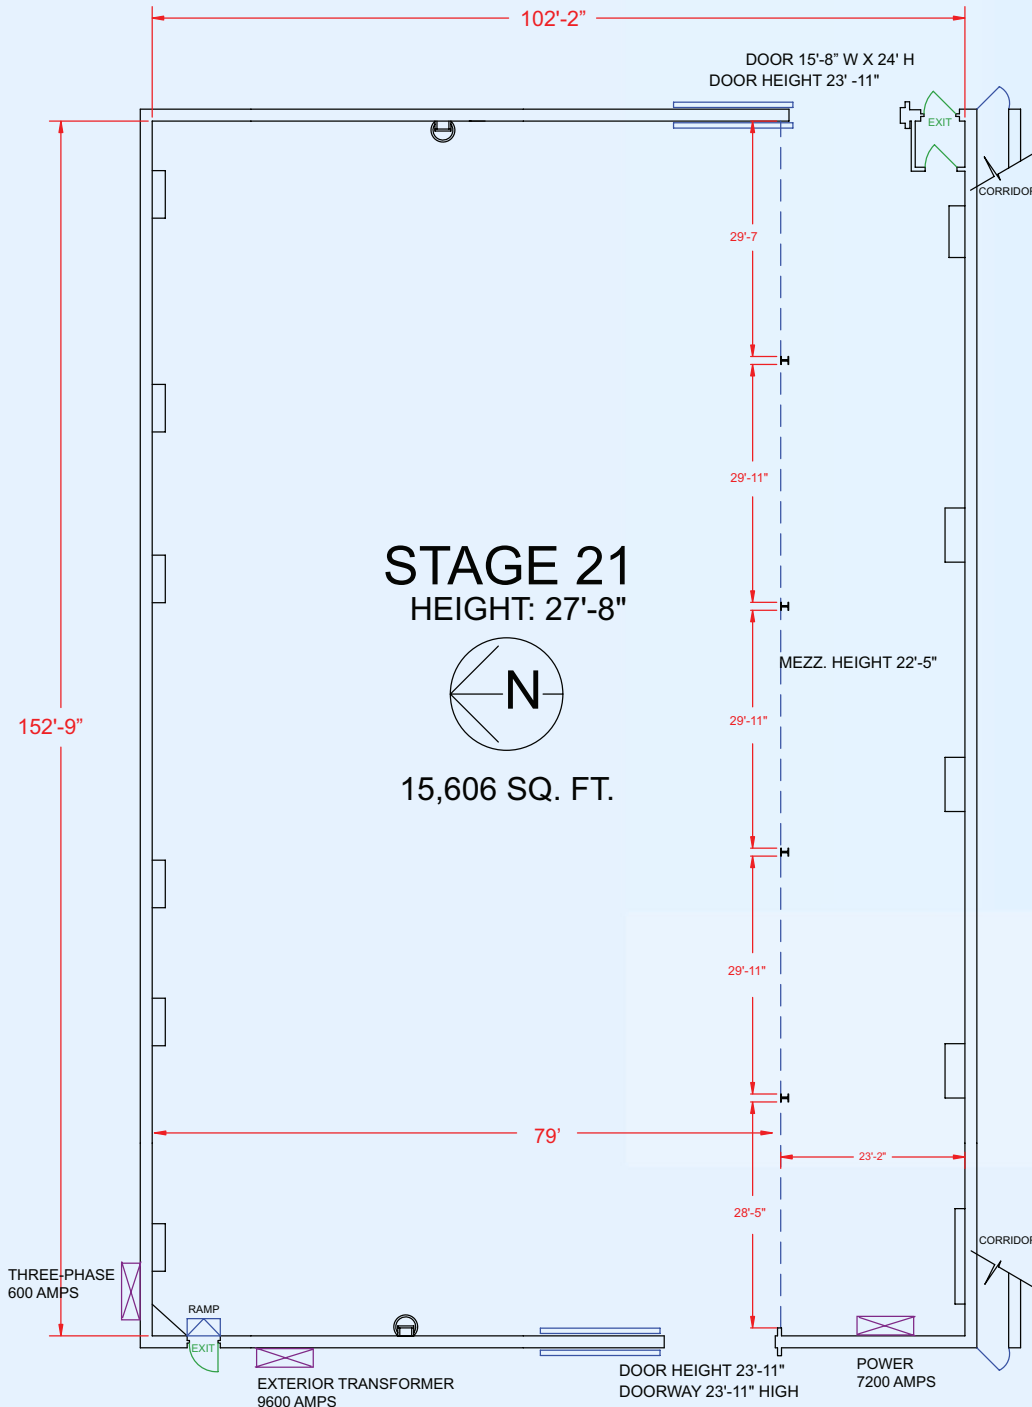 102'-2”
DOOR 15'-8” W X 24' H
DOOR HEIGHT 23' -11"
EXIT
CORRIDOR
29'-7
29'-11"
STAGE 21
HEIGHT: 27'-8"
MEZZ. HEIGHT 22'-5"
N
152'-9”
29'-11"
15,606 SQ. FT.
29'-11"
79’
23'-2"
28'-5"
CORRIDOR
THREE-PHASE
600 AMPS
RAMP
EXIT
EXTERIOR TRANSFORMER
9600 AMPS
DOOR HEIGHT 23'-11"
DOORWAY 23'-11" HIGH
POWER
7200 AMPS